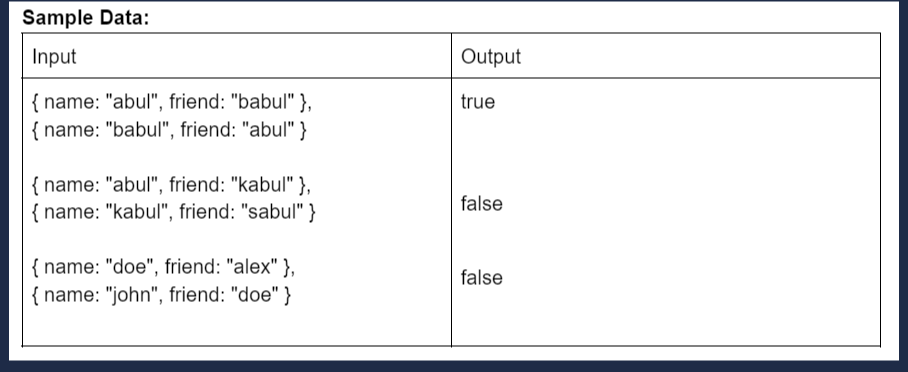 Sample Data:
Input Output
{ name: "abul", friend: "babul" }, true
{ name: "babul", friend: "abul" }
{ name: "abul", friend: "kabul" },
{ name: "kabul", friend: "sabul" } false
{ name: "doe", friend: "alex" }, false
{ name: "john", friend: "doe" }